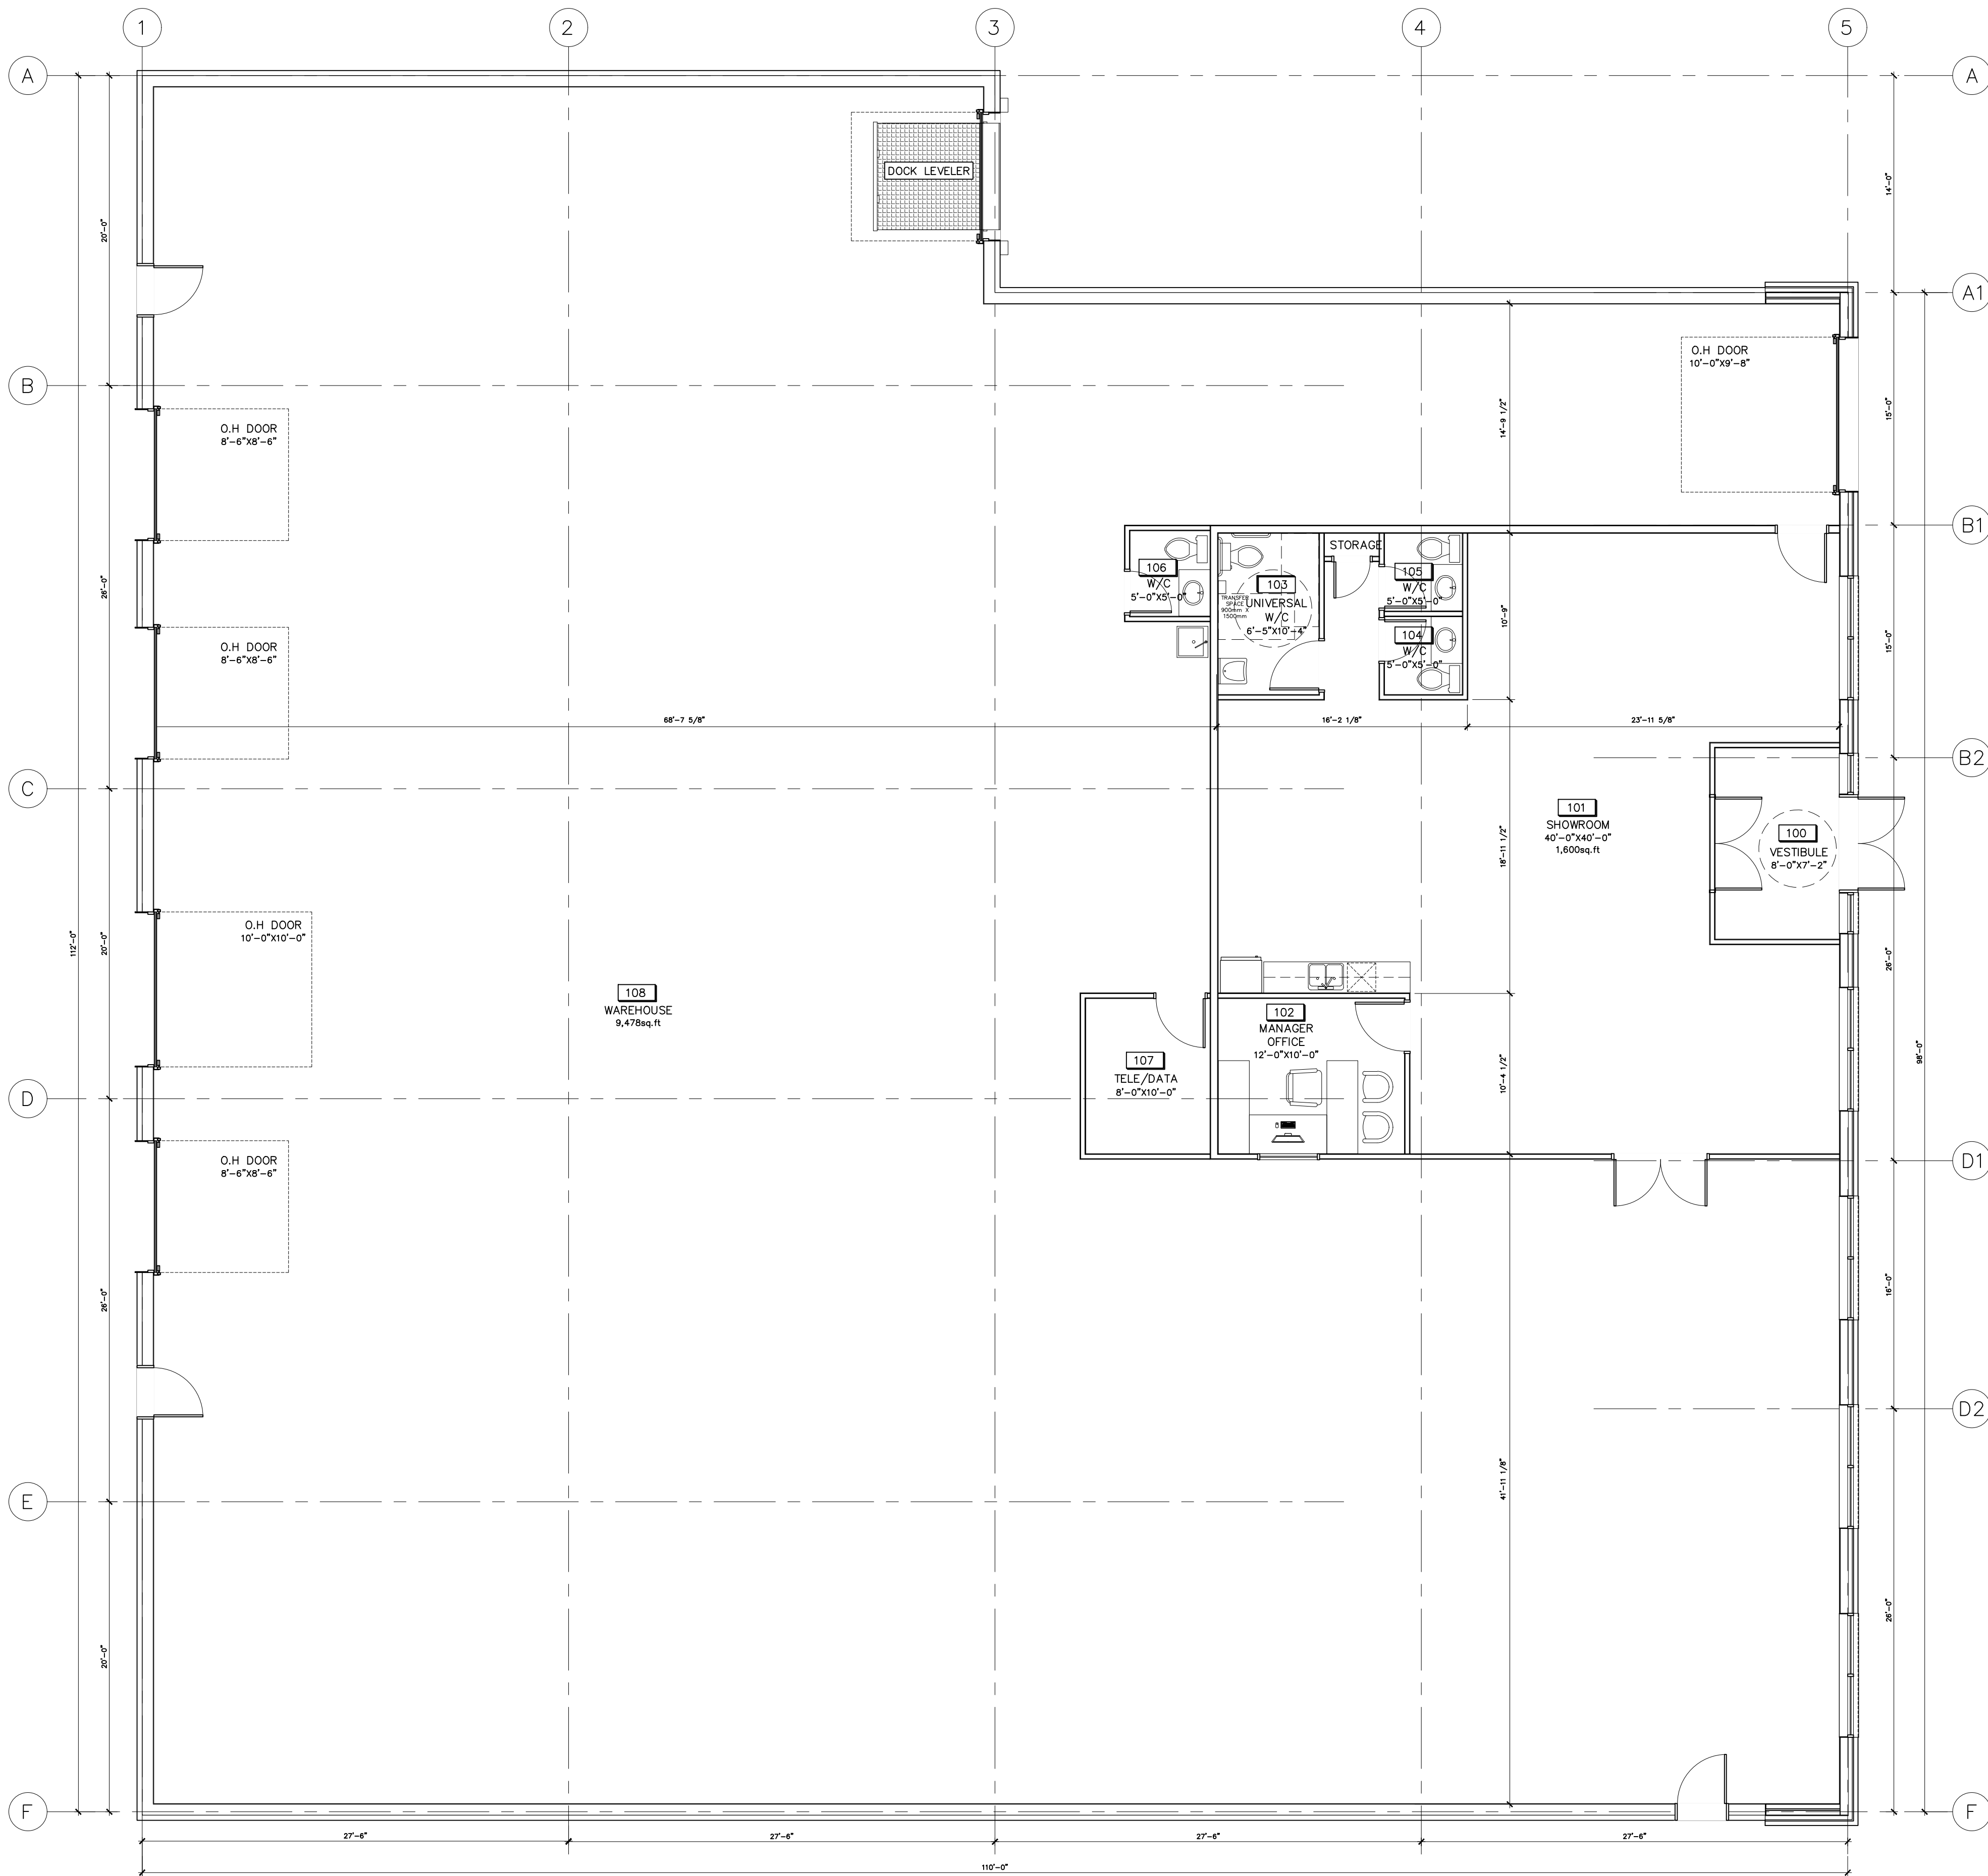 1
2
3
4
5
A
A
DOCK LEVELER
14'-0"
20'-0"
A1
O.H DOOR
10'-0"X9'-8"
B
O.H DOOR
8'-6"X8'-6"
14'-9 1/2"
15'-0"
B1
STORAGE
106
W/C
5'-0"X5'-0"
103
UNIVERSAL
W/C
6'-5"X10'-4"
TRANSFER
SPACE
900mm X
1500mm
105
W/C
5'-0"X5'-0"
104
W/C
5'-0"X5'-0"
26'-0"
10'-9"
15'-0"
O.H DOOR
8'-6"X8'-6"
68'-7 5/8"
16'-2 1/8"
23'-11 5/8"
B2
C
101
SHOWROOM
40'-0"X40'-0"
1,600sq.ft
100
VESTIBULE
8'-0"X7'-2"
18'-11 1/2"
O.H DOOR
10'-0"X10'-0"
112'-0"
20'-0"
26'-0"
108
WAREHOUSE
9,478sq.ft
102
MANAGER
OFFICE
12'-0"X10'-0"
107
TELE/DATA
8'-0"X10'-0"
10'-4 1/2"
98'-0"
D
D1
O.H DOOR
8'-6"X8'-6"
26'-0"
16'-0"
D2
E
41'-11 1/8"
20'-0"
26'-0"
F
F
27'-6"
27'-6"
27'-6"
27'-6"
110'-0"